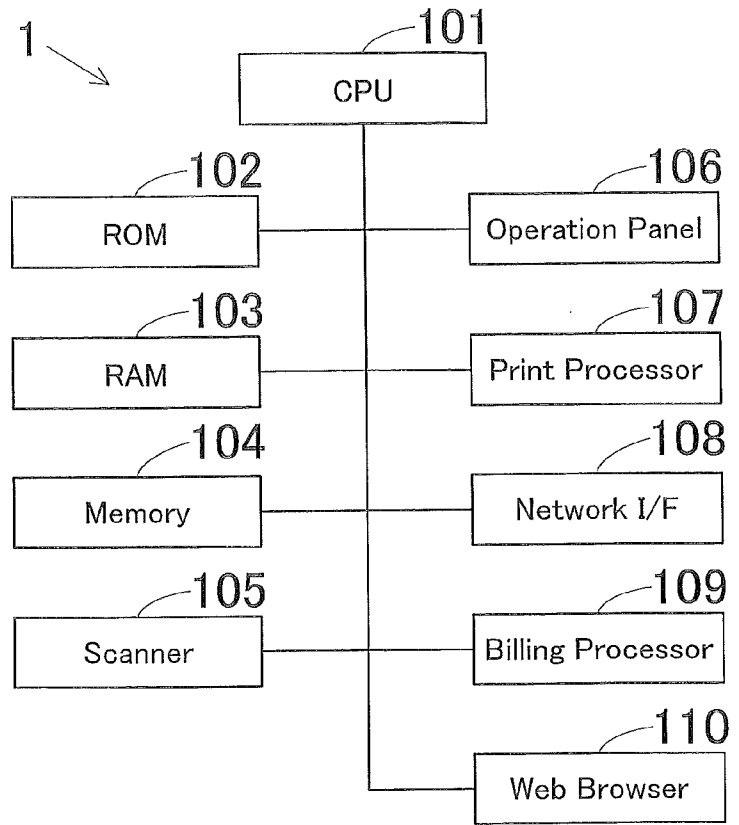 1
101
CPU
102
ROM
106
Operation Panel
103
RAM
107
Print Processor
104
Memory
108
Network I/F
105
Scanner
109
Billing Processor
110
Web Browser